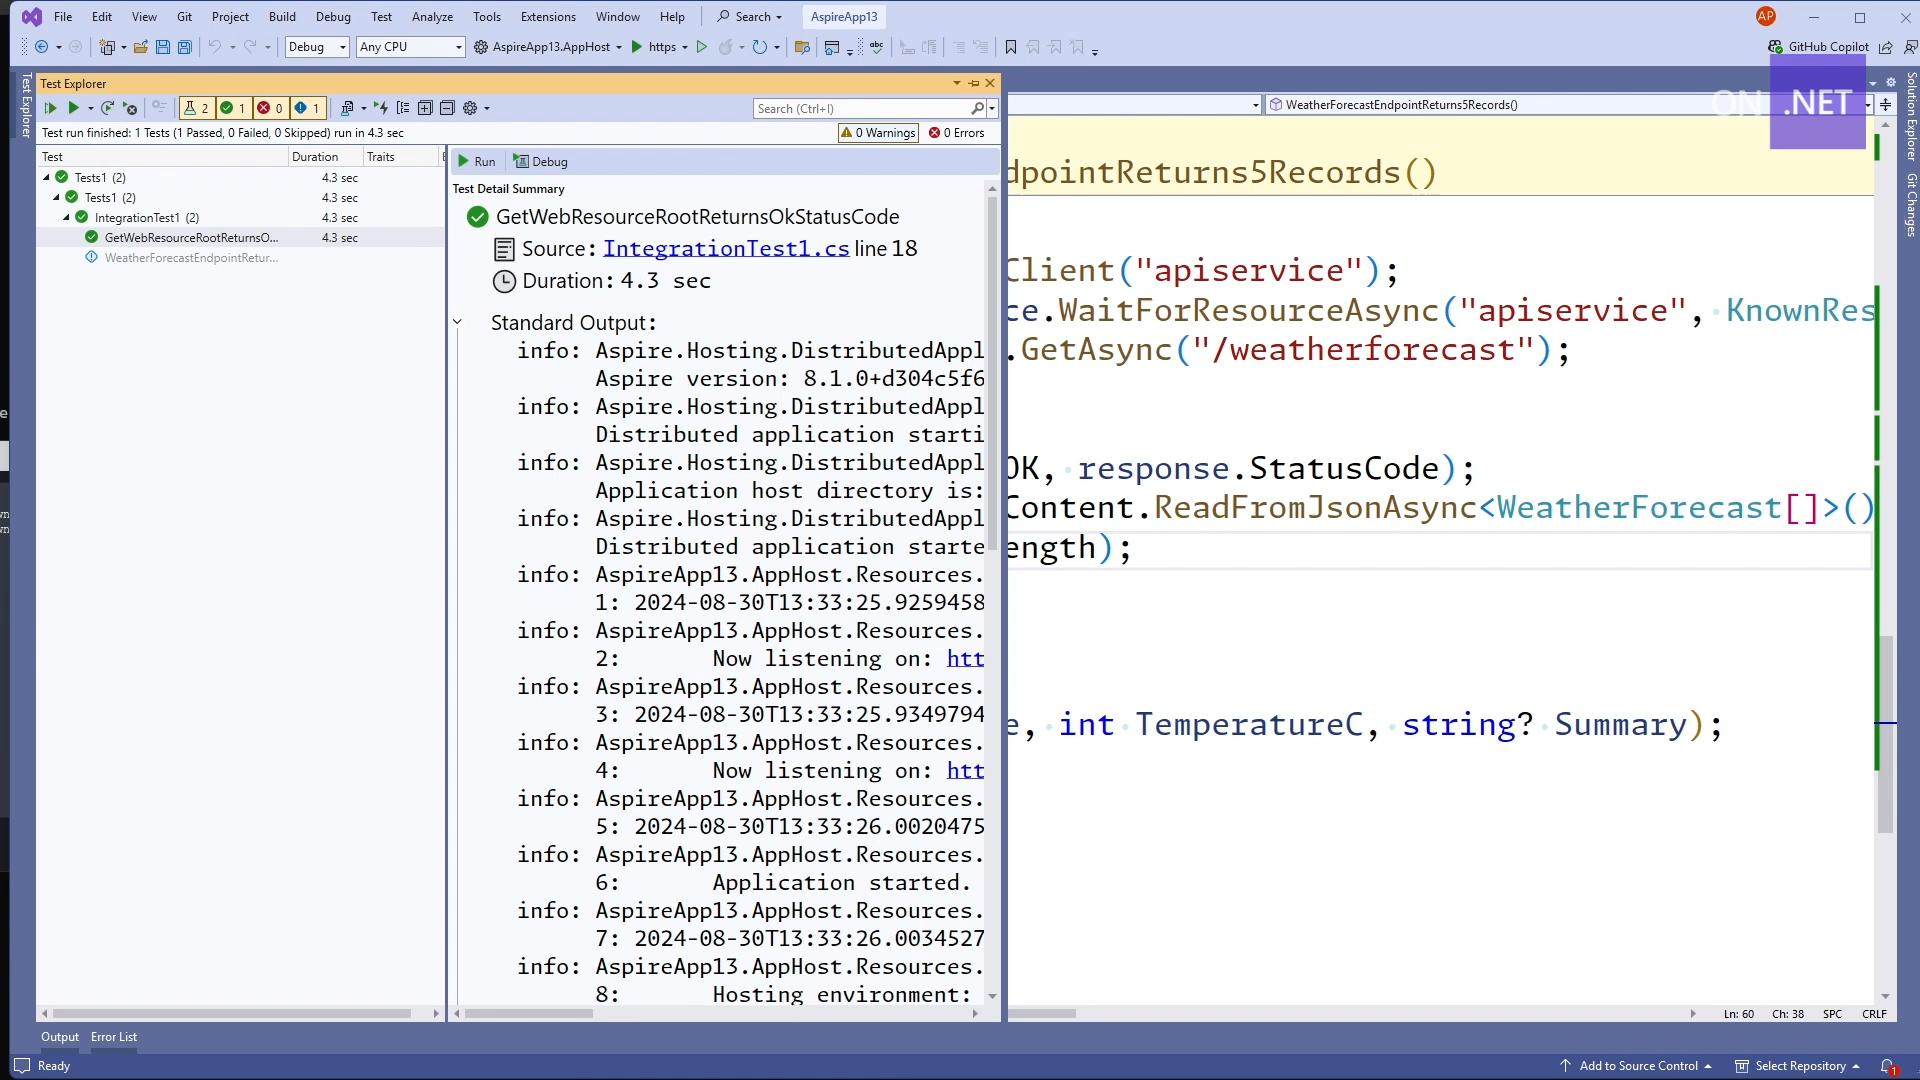 File Edit View Git Project Build Debug Test Analyze Tools Extensions Window Help Search AspireApp13 AP
Debug Any CPU AspireApp13.AppHost https abc GitHub Copilot
Test Explorer
2 1 0 1 Search (Ctrl+I)
Test run finished: 1 Tests (1 Passed, 0 Failed, 0 Skipped) run in 4.3 sec 0 Warnings 0 Errors
Test Duration Traits
Tests1 (2) 4.3 sec
Tests1 (2) 4.3 sec
IntegrationTest1 (2) 4.3 sec
GetWebResourceRootReturnsO... 4.3 sec
WeatherForecastEndpointRetur...
Run Debug
Test Detail Summary
GetWebResourceRootReturnsOkStatusCode
Source: IntegrationTest1.cs line 18
Duration: 4.3 sec
Standard Output:
info: Aspire.Hosting.DistributedAppl
Aspire version: 8.1.0+d304c5f6
info: Aspire.Hosting.DistributedAppl
Distributed application starti
info: Aspire.Hosting.DistributedAppl
Application host directory is:
info: Aspire.Hosting.DistributedAppl
Distributed application starte
info: AspireApp13.AppHost.Resources.
1: 2024-08-30T13:33:25.9259458
info: AspireApp13.AppHost.Resources.
2: Now listening on: htt
info: AspireApp13.AppHost.Resources.
3: 2024-08-30T13:33:25.9349794
info: AspireApp13.AppHost.Resources.
4: Now listening on: htt
info: AspireApp13.AppHost.Resources.
5: 2024-08-30T13:33:26.0020475
info: AspireApp13.AppHost.Resources.
6: Application started.
info: AspireApp13.AppHost.Resources.
7: 2024-08-30T13:33:26.0034527
info: AspireApp13.AppHost.Resources.
8: Hosting environment:
WeatherForecastEndpointReturns5Records()
ON .NET
dpointReturns5Records()
Client("apiservice");
ce.WaitForResourceAsync("apiservice", KnownRes
.GetAsync("/weatherforecast");
OK, response.StatusCode);
Content.ReadFromJsonAsync<WeatherForecast[]>()
ength);
e, int TemperatureC, string? Summary);
Ln: 60 Ch: 38 SPC CRLF
Test Explorer
Solution Explorer
Git Changes
Output Error List
Ready Add to Source Control Select Repository 1